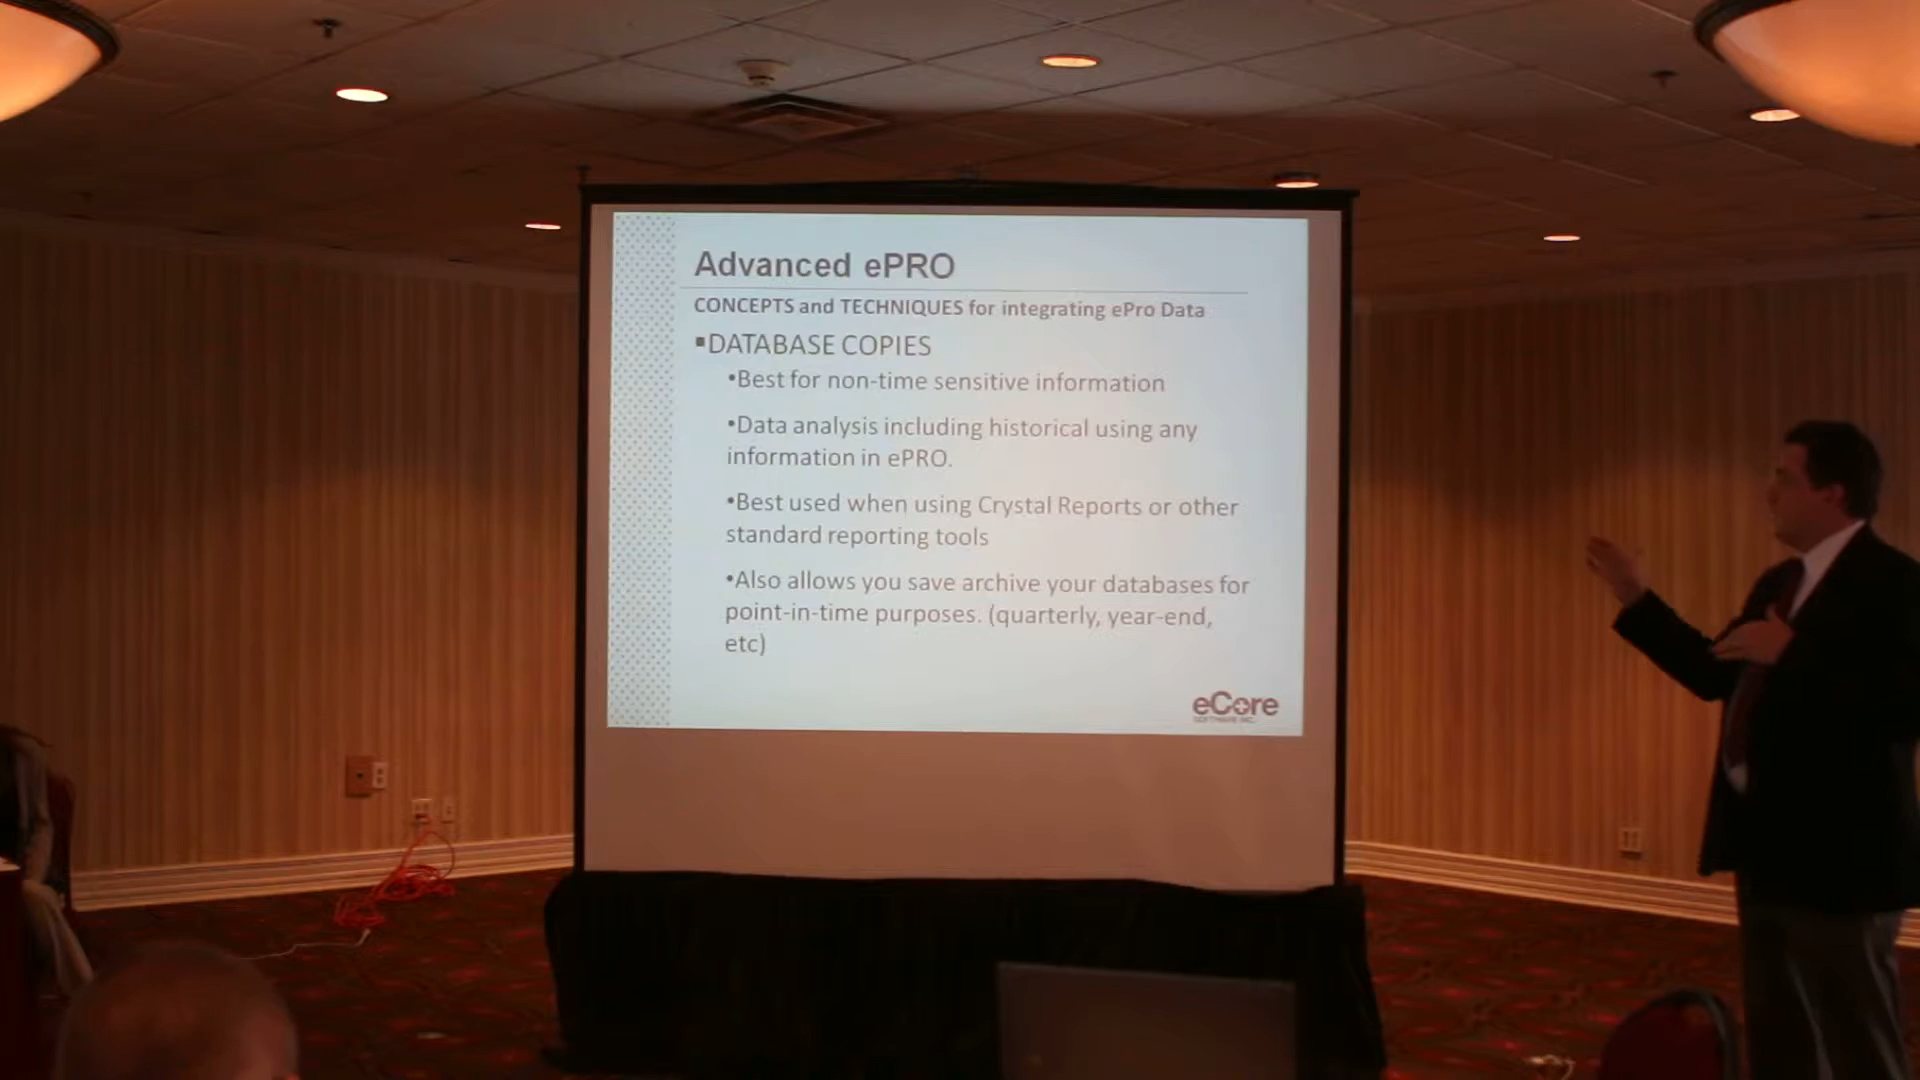 Advanced ePRO
CONCEPTS and TECHNIQUES for integrating ePro Data
▪DATABASE COPIES
•Best for non-time sensitive information
•Data analysis including historical using any
information in ePRO.
•Best used when using Crystal Reports or other
standard reporting tools
•Also allows you save archive your databases for
point-in-time purposes. (quarterly, year-end,
etc)
eCore
SOFTWARE INC.